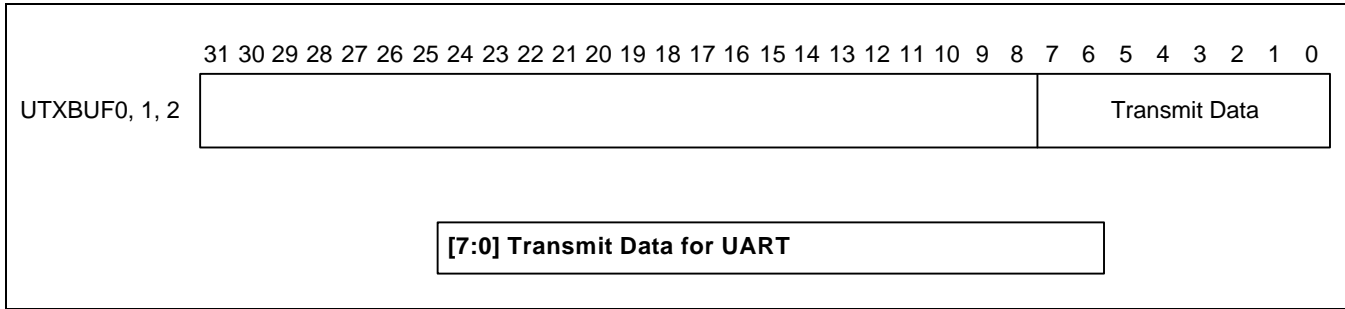 31 30 29 28 27 26 25 24 23 22 21 20 19 18 17 16 15 14 13 12 11 10 9 8 7 6 5 4 3 2 1 0
UTXBUF0, 1, 2 Transmit Data
[7:0] Transmit Data for UART